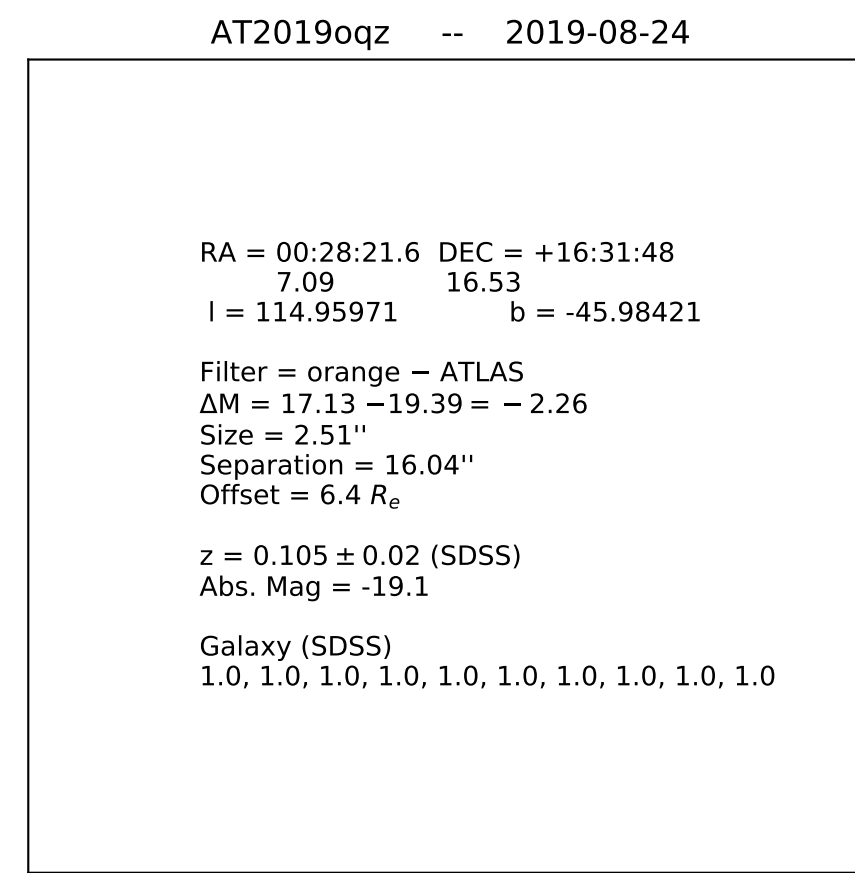 AT2019oqz -- 2019-08-24
RA = 00:28:21.6 DEC = +16:31:48
7.09 16.53
l = 114.95971 b = -45.98421
Filter = orange − ATLAS
ΔM = 17.13 −19.39 = − 2.26
Size = 2.51''
Separation = 16.04''
Offset = 6.4 Re
z = 0.105 ± 0.02 (SDSS)
Abs. Mag = -19.1
Galaxy (SDSS)
1.0, 1.0, 1.0, 1.0, 1.0, 1.0, 1.0, 1.0, 1.0, 1.0